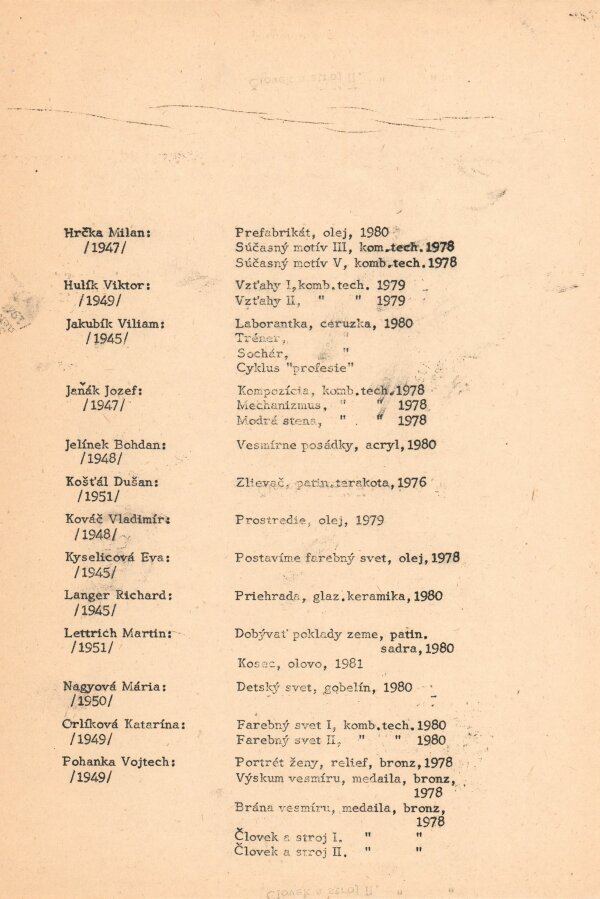 Hrčka Milan: Prefabrikát, olej, 1980
/1947/ Súčasný motív III, kom.tech.1978
Súčasný motív V, komb.tech.1978
Hulík Viktor: Vzťahy I,komb.tech. 1979
/1949/ Vzťahy II, " " 1979
Jakubík Viliam: Laborantka, ceruzka, 1980
/1945/ Tréner,
Sochár, "
Cyklus "profesie"
Jaňák Jozef: Kompozícia, komb.tech.1978
/1947/ Mechanizmus, " " 1978
Modrá stena, " " 1978
Jelínek Bohdan: Vesmírne posádky, acryl,1980
/1948/
Košťál Dušan: Zlievač, patin.terakota,1976
/1951/
Kováč Vladimír: Prostredie, olej, 1979
/1948/
Kyselicová Eva: Postavíme farebný svet, olej,1978
/1945/
Langer Richard: Priehrada, glaz.keramika,1980
/1945/
Lettrich Martin: Dobývať poklady zeme, patin.
/1951/ sadra,1980
Kosec, olovo, 1981
Nagyová Mária: Detský svet, gobelín, 1980
/1950/
Orlíková Katarína: Farebný svet I, komb.tech.1980
/1949/ Farebný svet II, " " 1980
Pohanka Vojtech: Portrét ženy, relief, bronz,1978
/1949/ Výskum vesmíru, medaila, bronz,
1978
Brána vesmíru, medaila, bronz,
1978
Človek a stroj I. " "
Človek a stroj II. " "